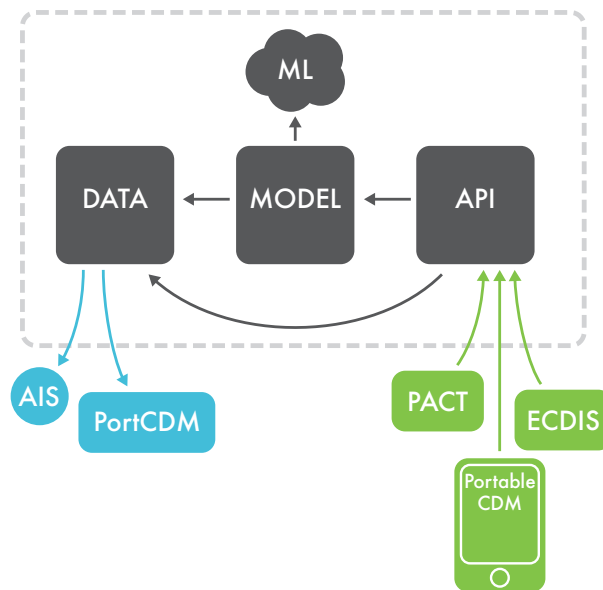 ML
DATA
MODEL
API
AIS
PortCDM
PACT
ECDIS
Portable
CDM